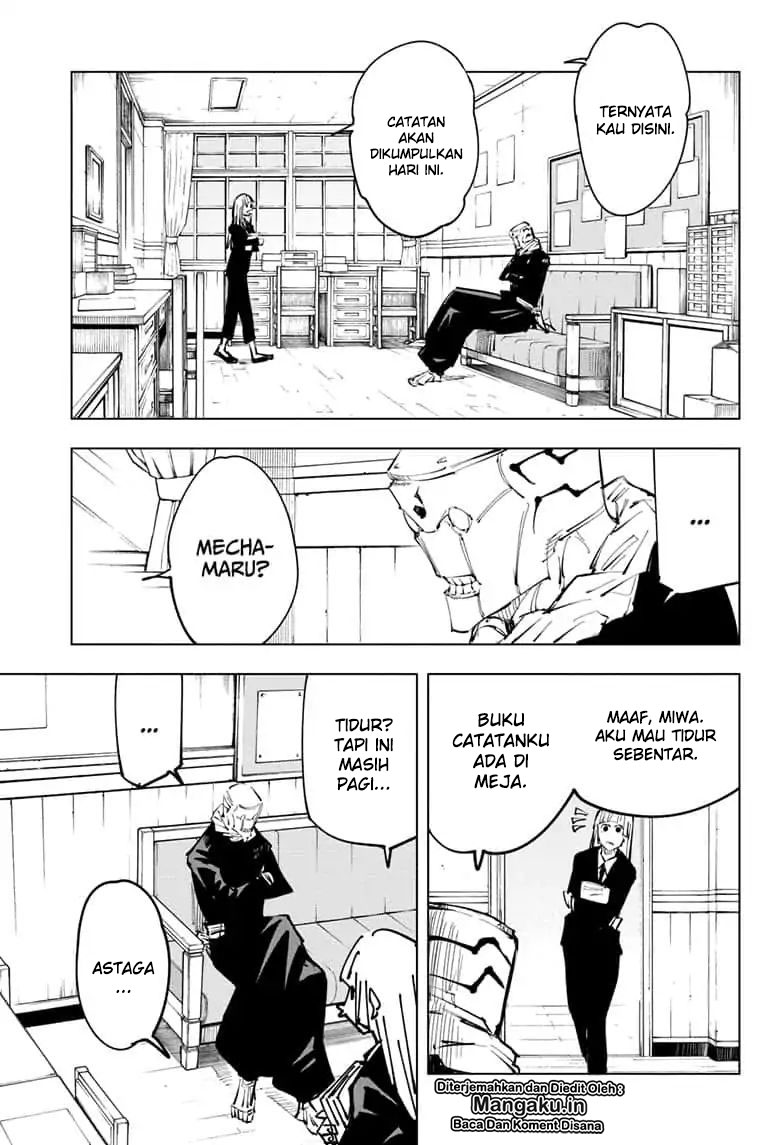 TERNYATA
KAU DISINI.
CATATAN
AKAN
DIKUMPULKAN
HARI INI.
...
MECHA-
MARU?
MAAF, MIWA.
AKU MAU TIDUR
SEBENTAR.
BUKU
CATATANKU
ADA DI
MEJA.
TIDUR?
TAPI INI
MASIH
PAGI...
...
ASTAGA
...
Diterjemahkan dan Diedit Oleh :
Mangaku.in
Baca Dan Koment Disana